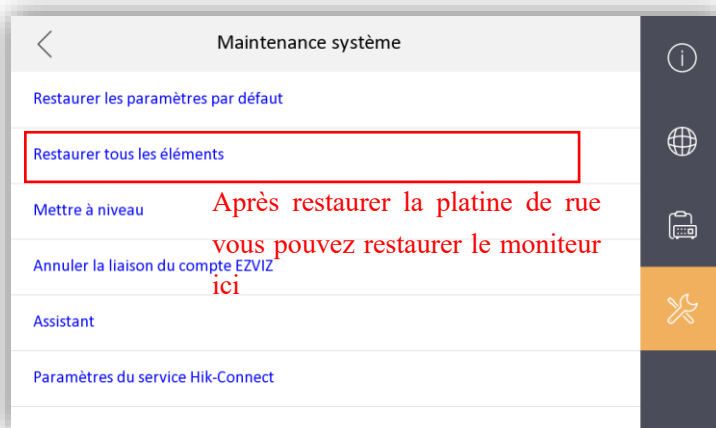 Maintenance système
Restaurer les paramètres par défaut
Restaurer tous les éléments
Mettre à niveau
Après restaurer la platine de rue
vous pouvez restaurer le moniteur
ici
Annuler la liaison du compte EZVIZ
Assistant
Paramètres du service Hik-Connect